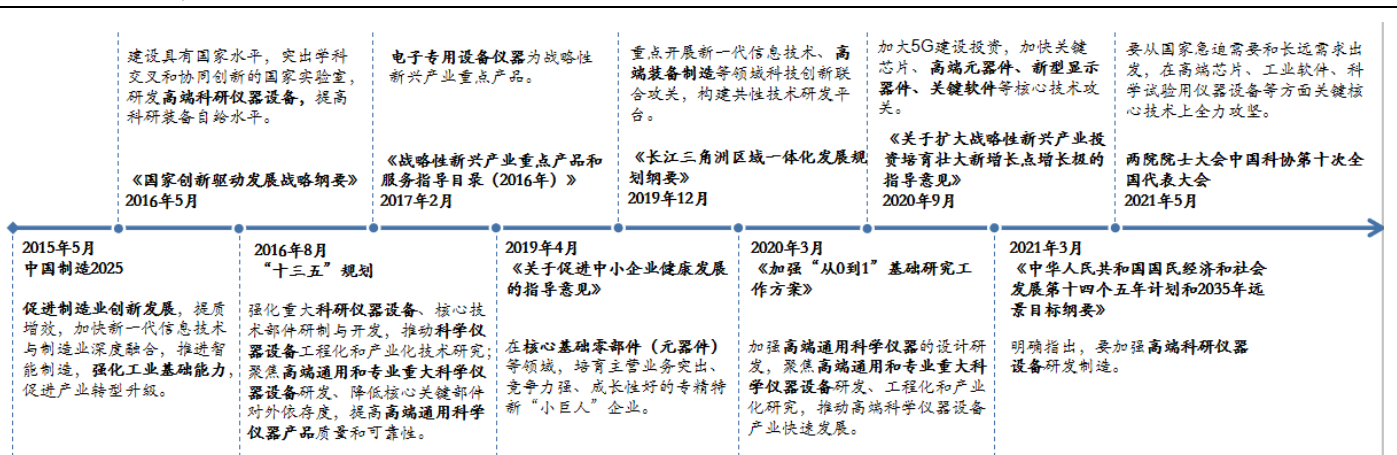 建设具有国家水平，突出学科
交叉和协同创新的国家实验室，
研发高端科研仪器设备，提高
科研装备自给水平。
《国家创新驱动发展战略纲要》
2016年5月
电子专用设备仪器为战略性
新兴产业重点产品。
《战略性新兴产业重点产品和
服务指导目录（2016年）》
2017年2月
重点开展新一代信息技术、高
端装备制造等领域科技创新联
合攻关，构建共性技术研发平
台。
《长江三角洲区域一体化发展规
划纲要》
2019年12月
加大5G建设投资，加快关键
芯片、高端元器件、新型显示
器件、关键软件等核心技术攻
关。
《关于扩大战略性新兴产业投
资培育壮大新增长点增长极的
指导意见》
2020年9月
要从国家急迫需要和长远需求出
发，在高端芯片、工业软件、科
学试验用仪器设备等方面关键核
心技术上全力攻坚。
两院院士大会中国科协第十次全
国代表大会
2021年5月
2015年5月
中国制造2025
促进制造业创新发展，提质
增效，加快新一代信息技术
与制造业深度融合，推进智
能制造，强化工业基础能力，
促进产业转型升级。
2016年8月
“十三五”规划
强化重大科研仪器设备、核心技
术部件研制与开发，推动科学仪
器设备工程化和产业化技术研究；
聚焦高端通用和专业重大科学仪
器设备研发、降低核心关键部件
对外依存度，提高高端通用科学
仪器产品质量和可靠性。
2019年4月
《关于促进中小企业健康发展
的指导意见》
在核心基础零部件（元器件）
等领域，培育主营业务突出、
竞争力强、成长性好的专精特
新“小巨人”企业。
2020年3月
《加强“从0到1”基础研究工
作方案》
加强高端通用科学仪器的设计研
发，聚焦高端通用和专业重大科
学仪器设备研发、工程化和产业
化研究，推动高端科学仪器设备
产业快速发展。
2021年3月
《中华人民共和国国民经济和社会
发展第十四个五年计划和2035年远
景目标纲要》
明确指出，要加强高端科研仪器
设备研发制造。